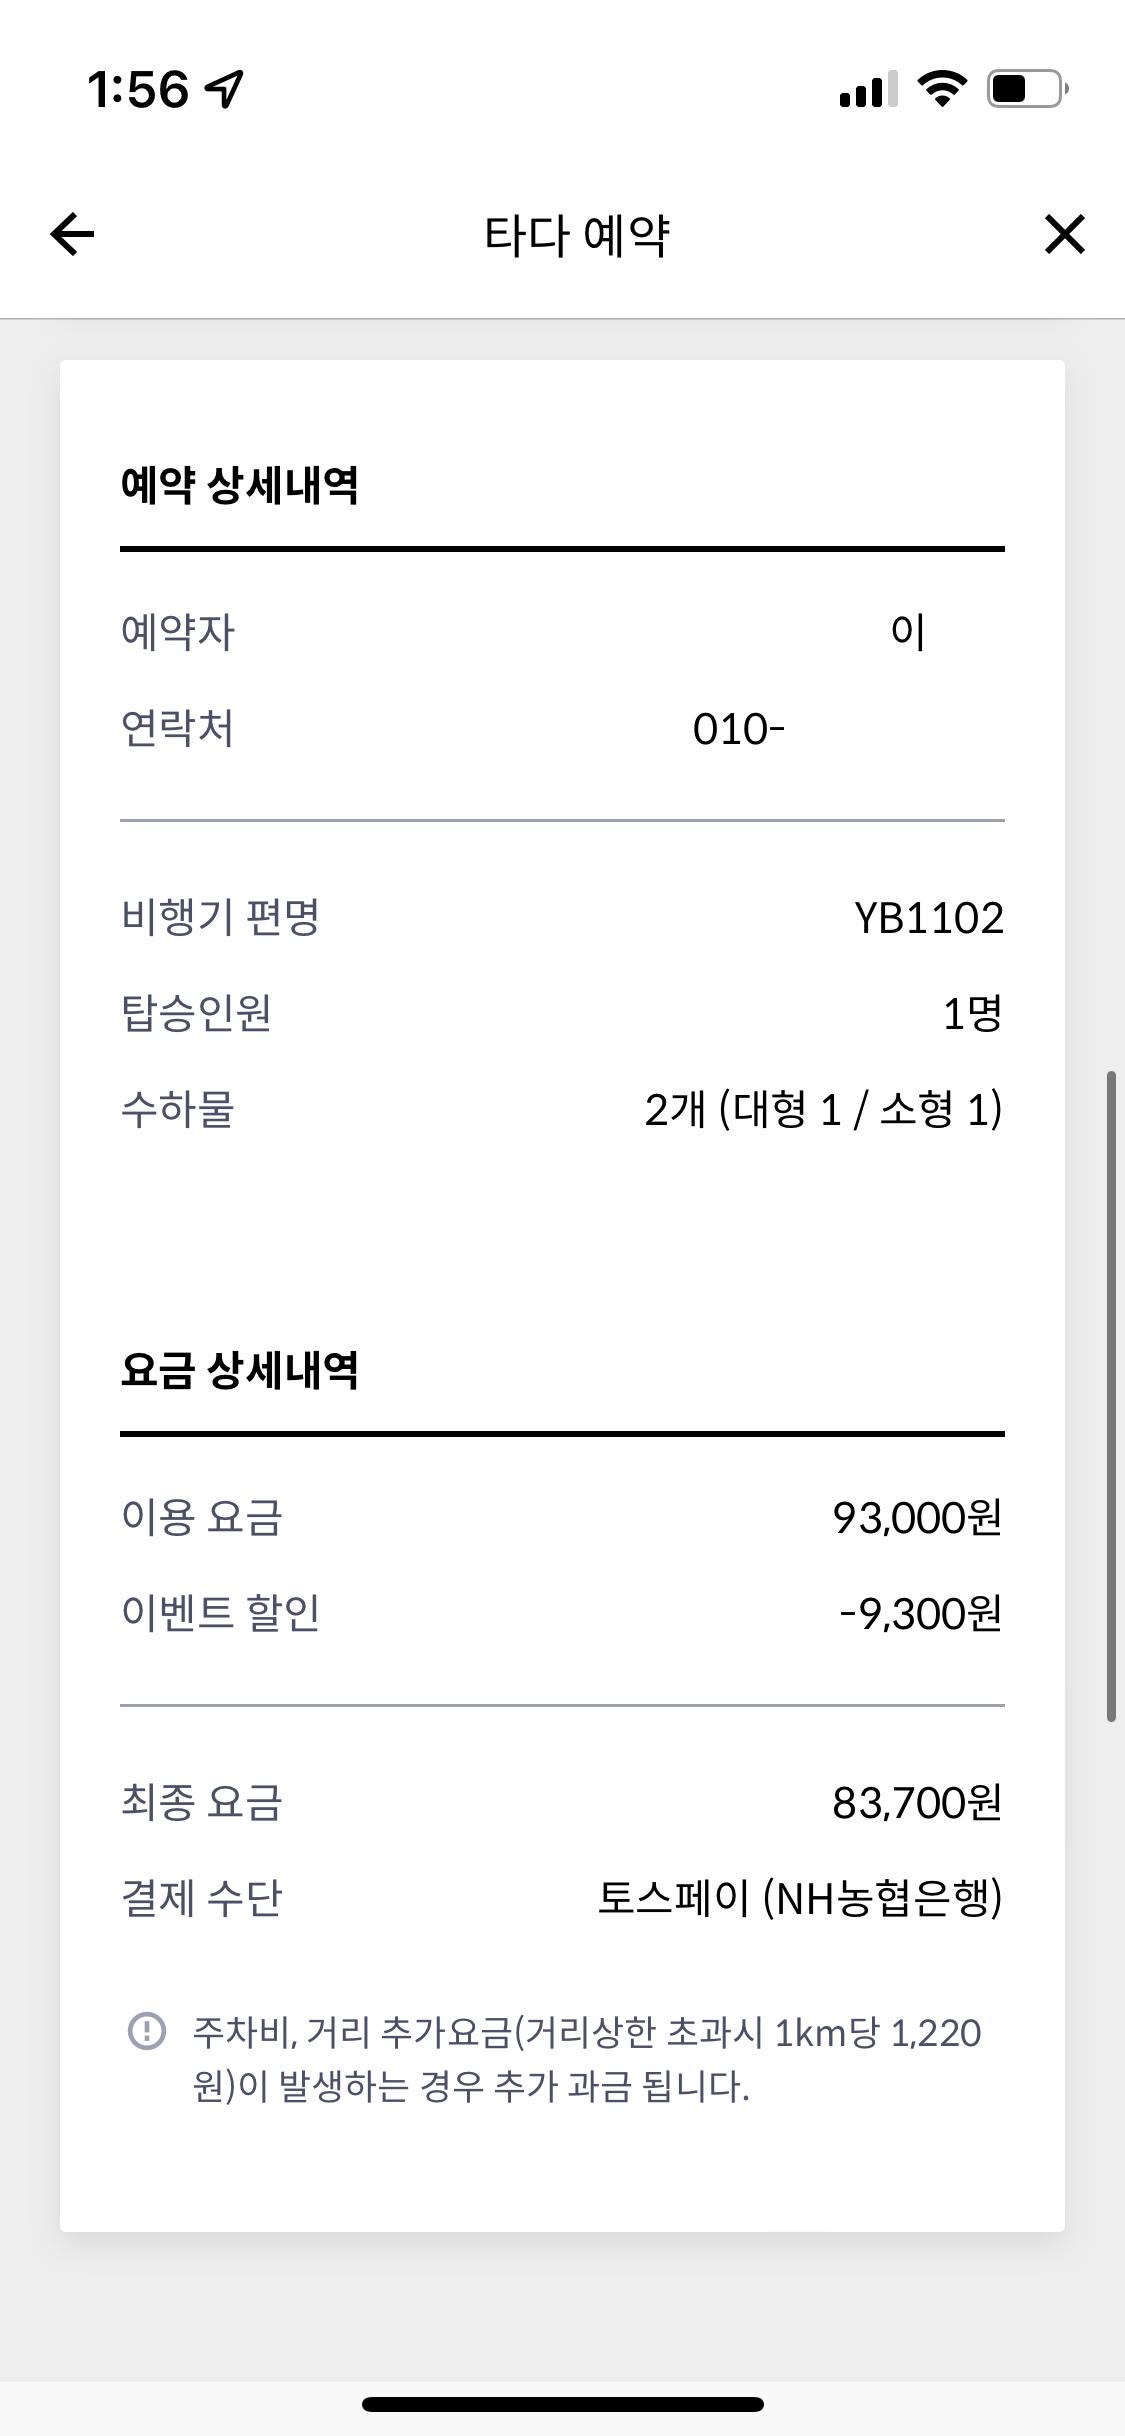 1:56
타다 예약
예약 상세내역
예약자 이
연락처 010-
비행기 편명 YB1102
탑승인원 1명
수하물 2개 (대형 1 / 소형 1)
요금 상세내역
이용 요금 93,000원
이벤트 할인 -9,300원
최종 요금 83,700원
결제 수단 토스페이 (NH농협은행)
주차비, 거리 추가요금(거리상한 초과시 1km당 1,220
원)이 발생하는 경우 추가 과금 됩니다.